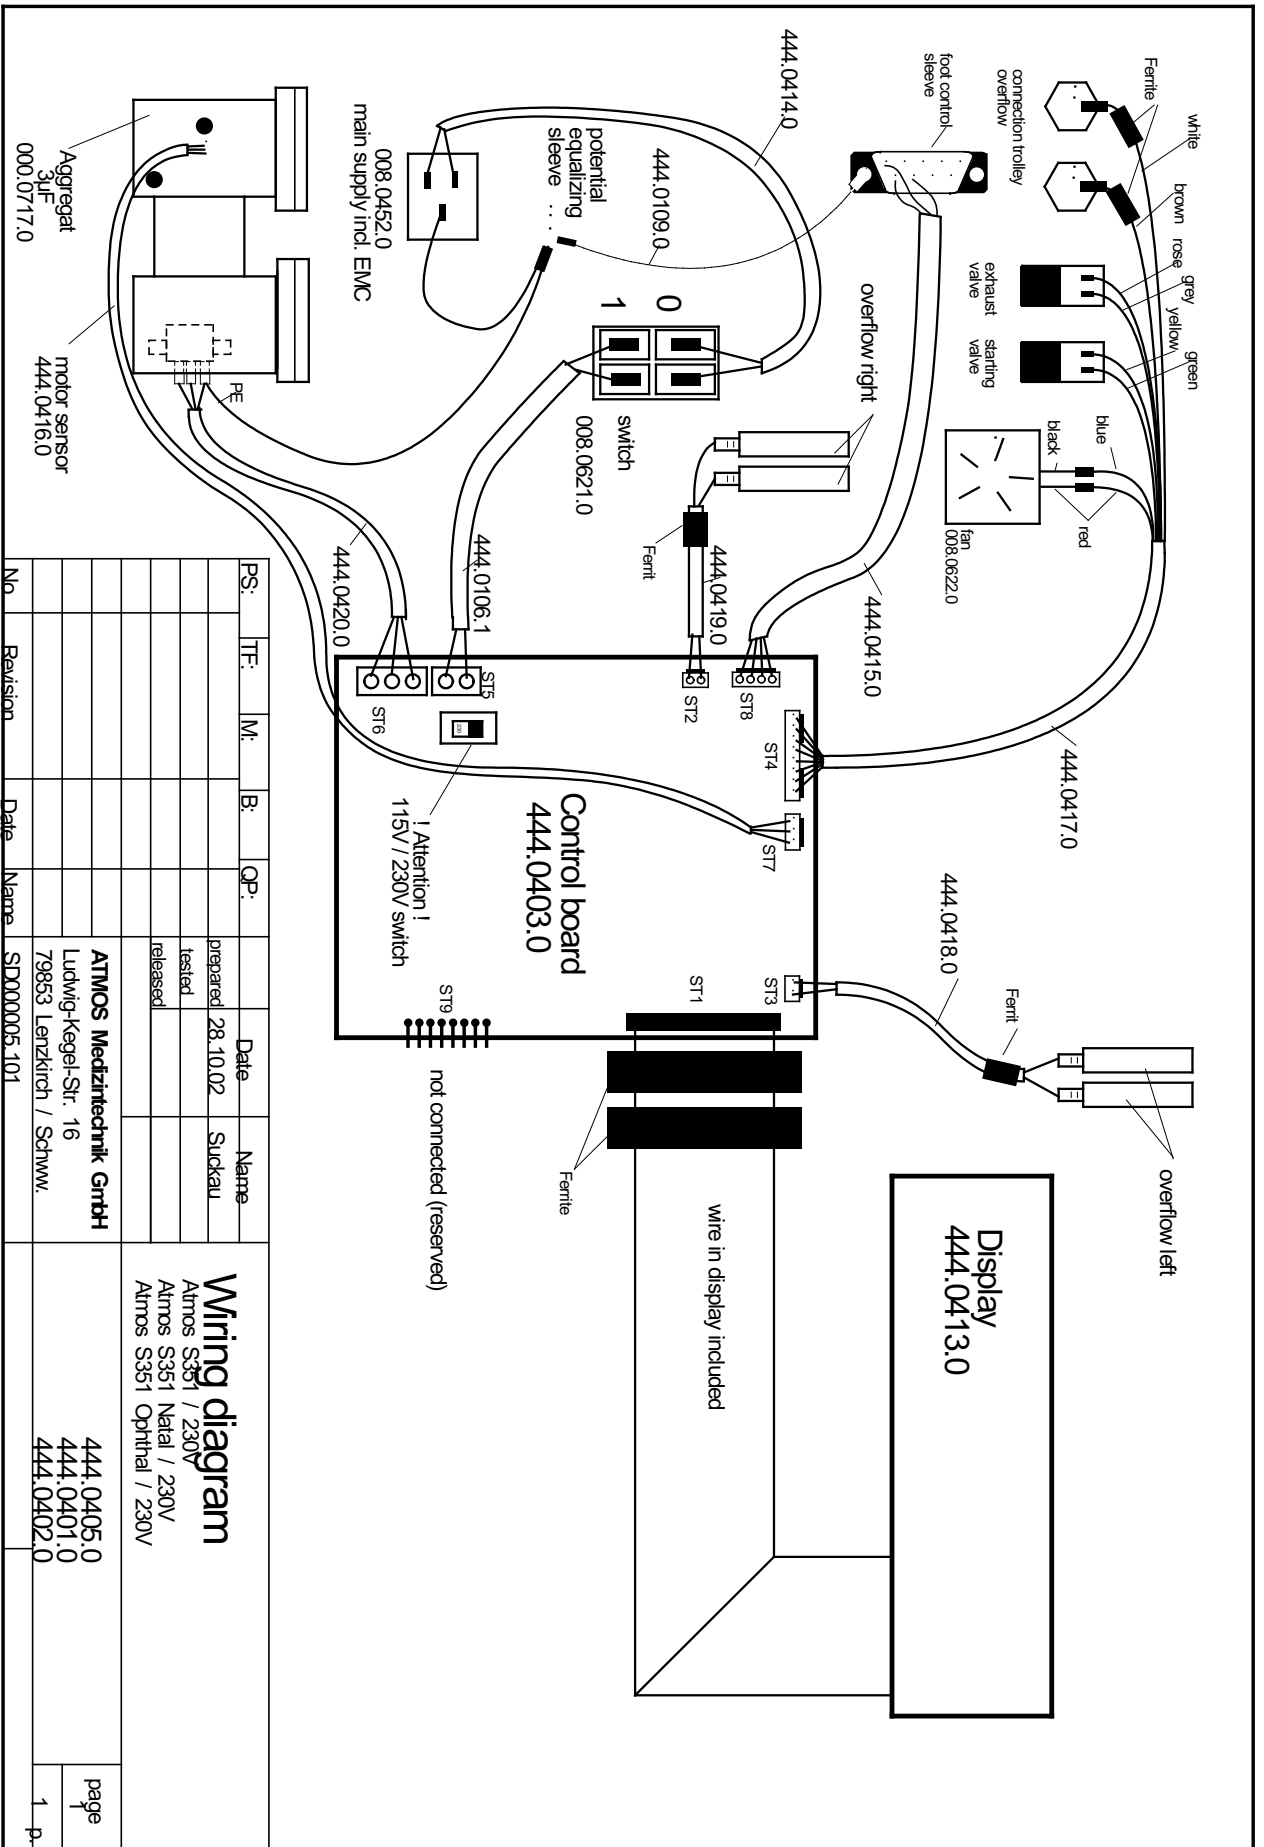 Ferrite
white
connection trolley
overflow
brown
rose
grey
yellow
green
exhaust
valve
starting
valve
foot control
sleeve
444.0414.0
potential
equalizing
sleeve
444.0109.0
008.0452.0
main supply incl. EMC
0
1
switch
008.0621.0
overflow right
blue
black
red
fan
008.0622.0
Ferrit
444.0419.0
444.0415.0
444.0417.0
444.0106.1
444.0420.0
Aggregat
3µF
000.0717.0
PE
motor sensor
444.0416.0
ST5
ST6
ST2
ST8
ST4
ST7
230
! Attention !
115V / 230V switch
Control board
444.0403.0
ST3
ST1
ST9
444.0418.0
Ferrit
overflow left
Ferrite
not connected (reserved)
wire in display included
Display
444.0413.0
PS:
TF:
M:
B:
QP:
No
Revision
Date
Name
Date
Name
prepared
28.10.02
Suckau
tested
released
ATMOS Medizintechnik GmbH
Ludwig-Kegel-Str. 16
79853 Lenzkirch / Schww.
SD000005.101
Wiring diagram
Atmos S351 / 230V
Atmos S351 Natal / 230V
Atmos S351 Ophthal / 230V
444.0405.0
444.0401.0
444.0402.0
page
1
1 p.